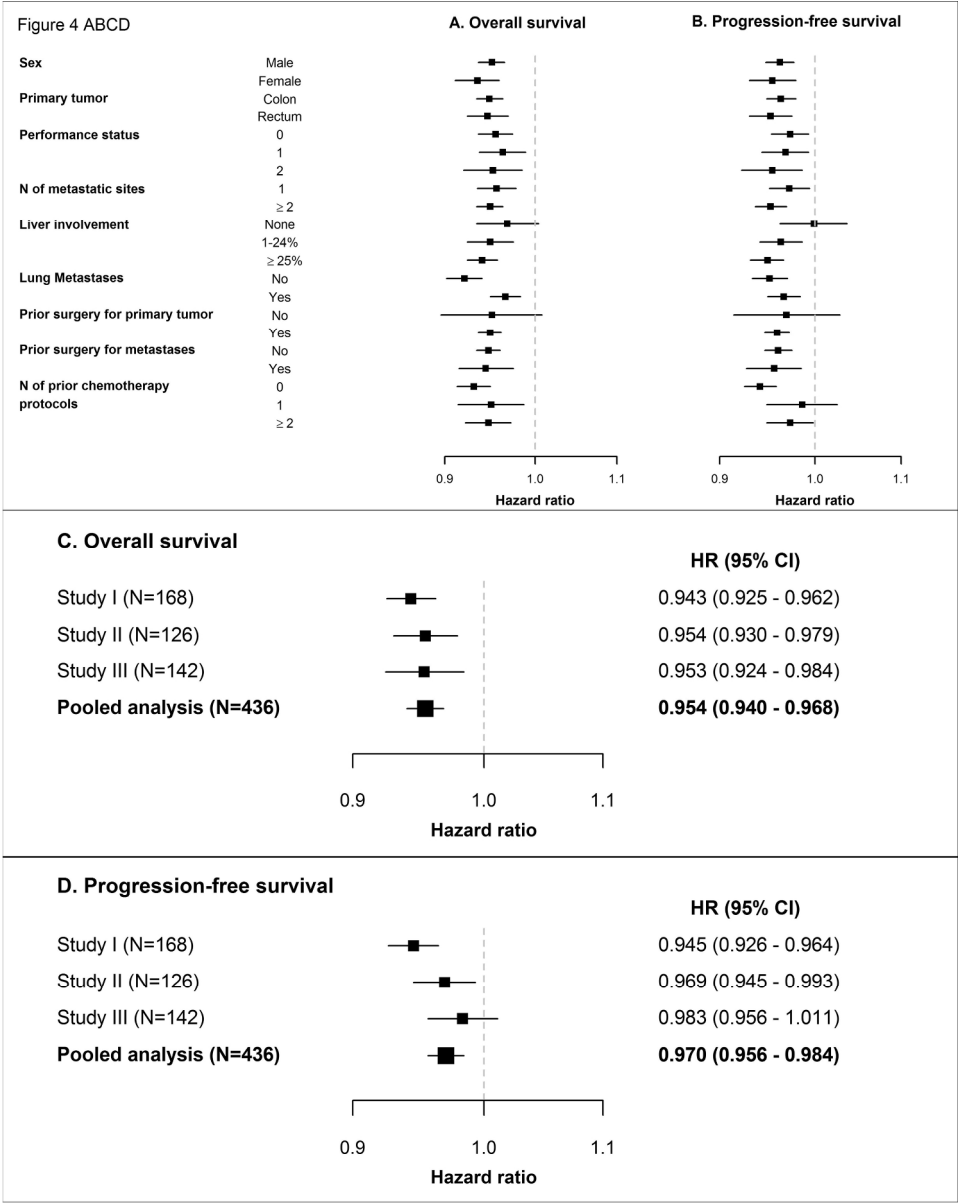 Figure 4 ABCD
A. Overall survival
B. Progression-free survival
Sex
Male
Female
Primary tumor
Colon
Rectum
Performance status
0
1
2
N of metastatic sites
1
≥ 2
Liver involvement
None
1-24%
≥ 25%
Lung Metastases
No
Yes
Prior surgery for primary tumor
No
Yes
Prior surgery for metastases
No
Yes
N of prior chemotherapy
protocols
0
1
≥ 2
0.9 1.0 1.1
Hazard ratio
0.9 1.0 1.1
Hazard ratio
C. Overall survival
HR (95% CI)
Study I (N=168) 0.943 (0.925 - 0.962)
Study II (N=126) 0.954 (0.930 - 0.979)
Study III (N=142) 0.953 (0.924 - 0.984)
Pooled analysis (N=436) 0.954 (0.940 - 0.968)
0.9 1.0 1.1
Hazard ratio
D. Progression-free survival
HR (95% CI)
Study I (N=168) 0.945 (0.926 - 0.964)
Study II (N=126) 0.969 (0.945 - 0.993)
Study III (N=142) 0.983 (0.956 - 1.011)
Pooled analysis (N=436) 0.970 (0.956 - 0.984)
0.9 1.0 1.1
Hazard ratio